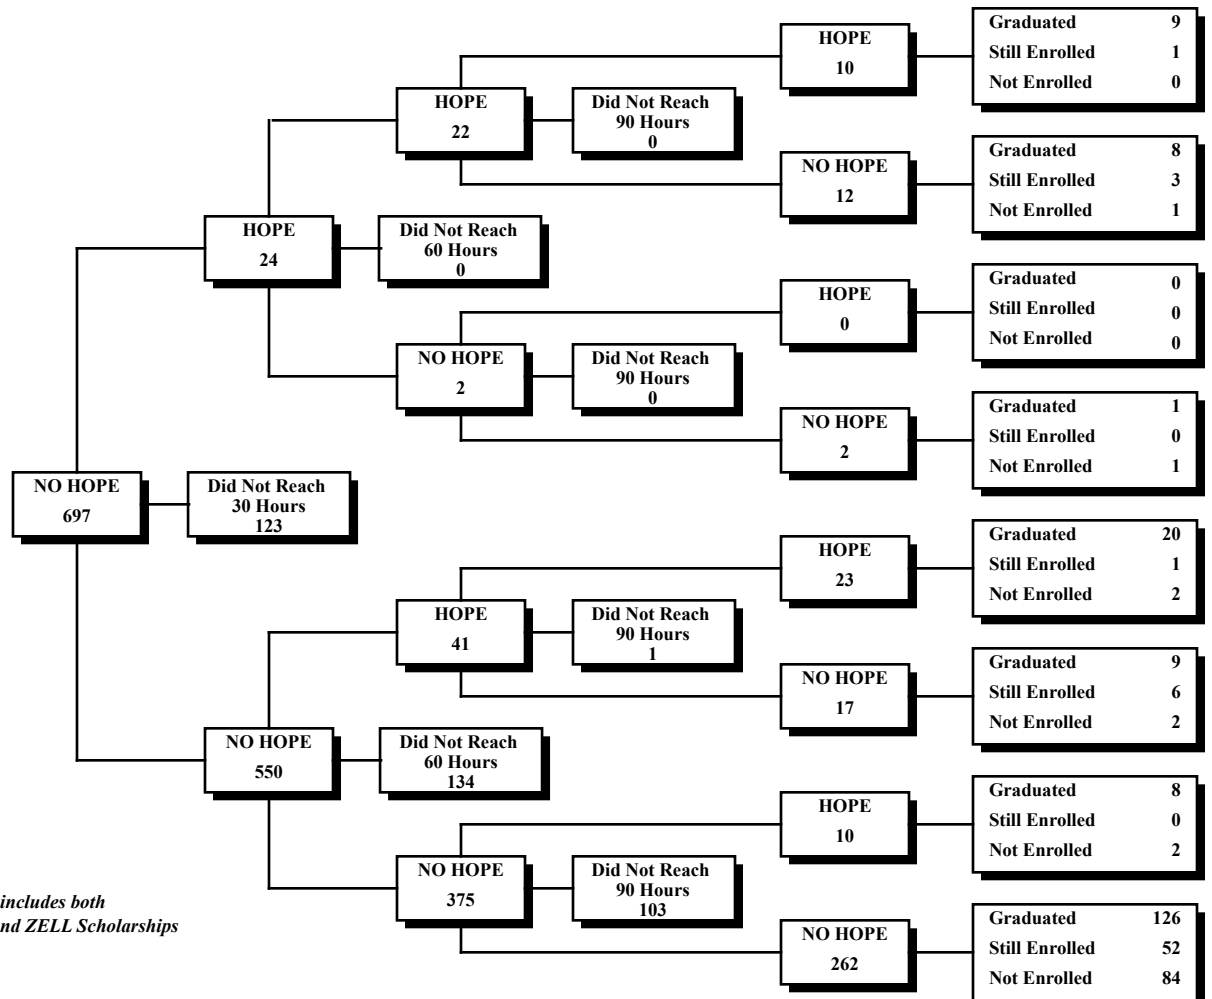 HOPE
10
Graduated 9
Still Enrolled 1
Not Enrolled 0
HOPE
22
Did Not Reach
90 Hours
0
NO HOPE
12
Graduated 8
Still Enrolled 3
Not Enrolled 1
HOPE
24
Did Not Reach
60 Hours
0
HOPE
0
Graduated 0
Still Enrolled 0
Not Enrolled 0
NO HOPE
2
Did Not Reach
90 Hours
0
NO HOPE
2
Graduated 1
Still Enrolled 0
Not Enrolled 1
NO HOPE
697
Did Not Reach
30 Hours
123
HOPE
23
Graduated 20
Still Enrolled 1
Not Enrolled 2
HOPE
41
Did Not Reach
90 Hours
1
NO HOPE
17
Graduated 9
Still Enrolled 6
Not Enrolled 2
NO HOPE
550
Did Not Reach
60 Hours
134
HOPE
10
Graduated 8
Still Enrolled 0
Not Enrolled 2
NO HOPE
375
Did Not Reach
90 Hours
103
NO HOPE
262
Graduated 126
Still Enrolled 52
Not Enrolled 84
includes both
nd ZELL Scholarships